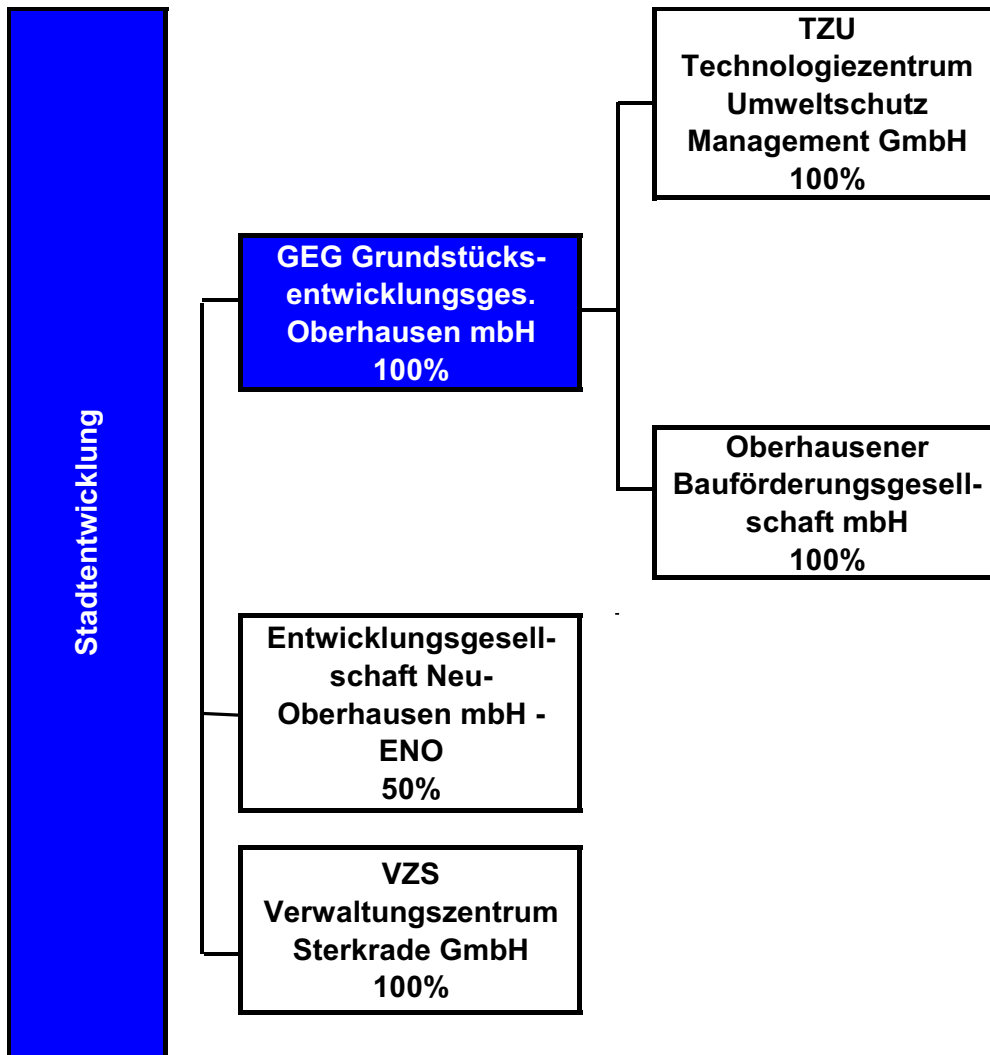 Stadtentwicklung
GEG Grundstücks-
entwicklungsges.
Oberhausen mbH
100%
TZU
Technologiezentrum
Umweltschutz
Management GmbH
100%
Oberhausener
Bauförderungsgesell-
schaft mbH
100%
Entwicklungsgesell-
schaft Neu-
Oberhausen mbH -
ENO
50%
VZS
Verwaltungszentrum
Sterkrade GmbH
100%